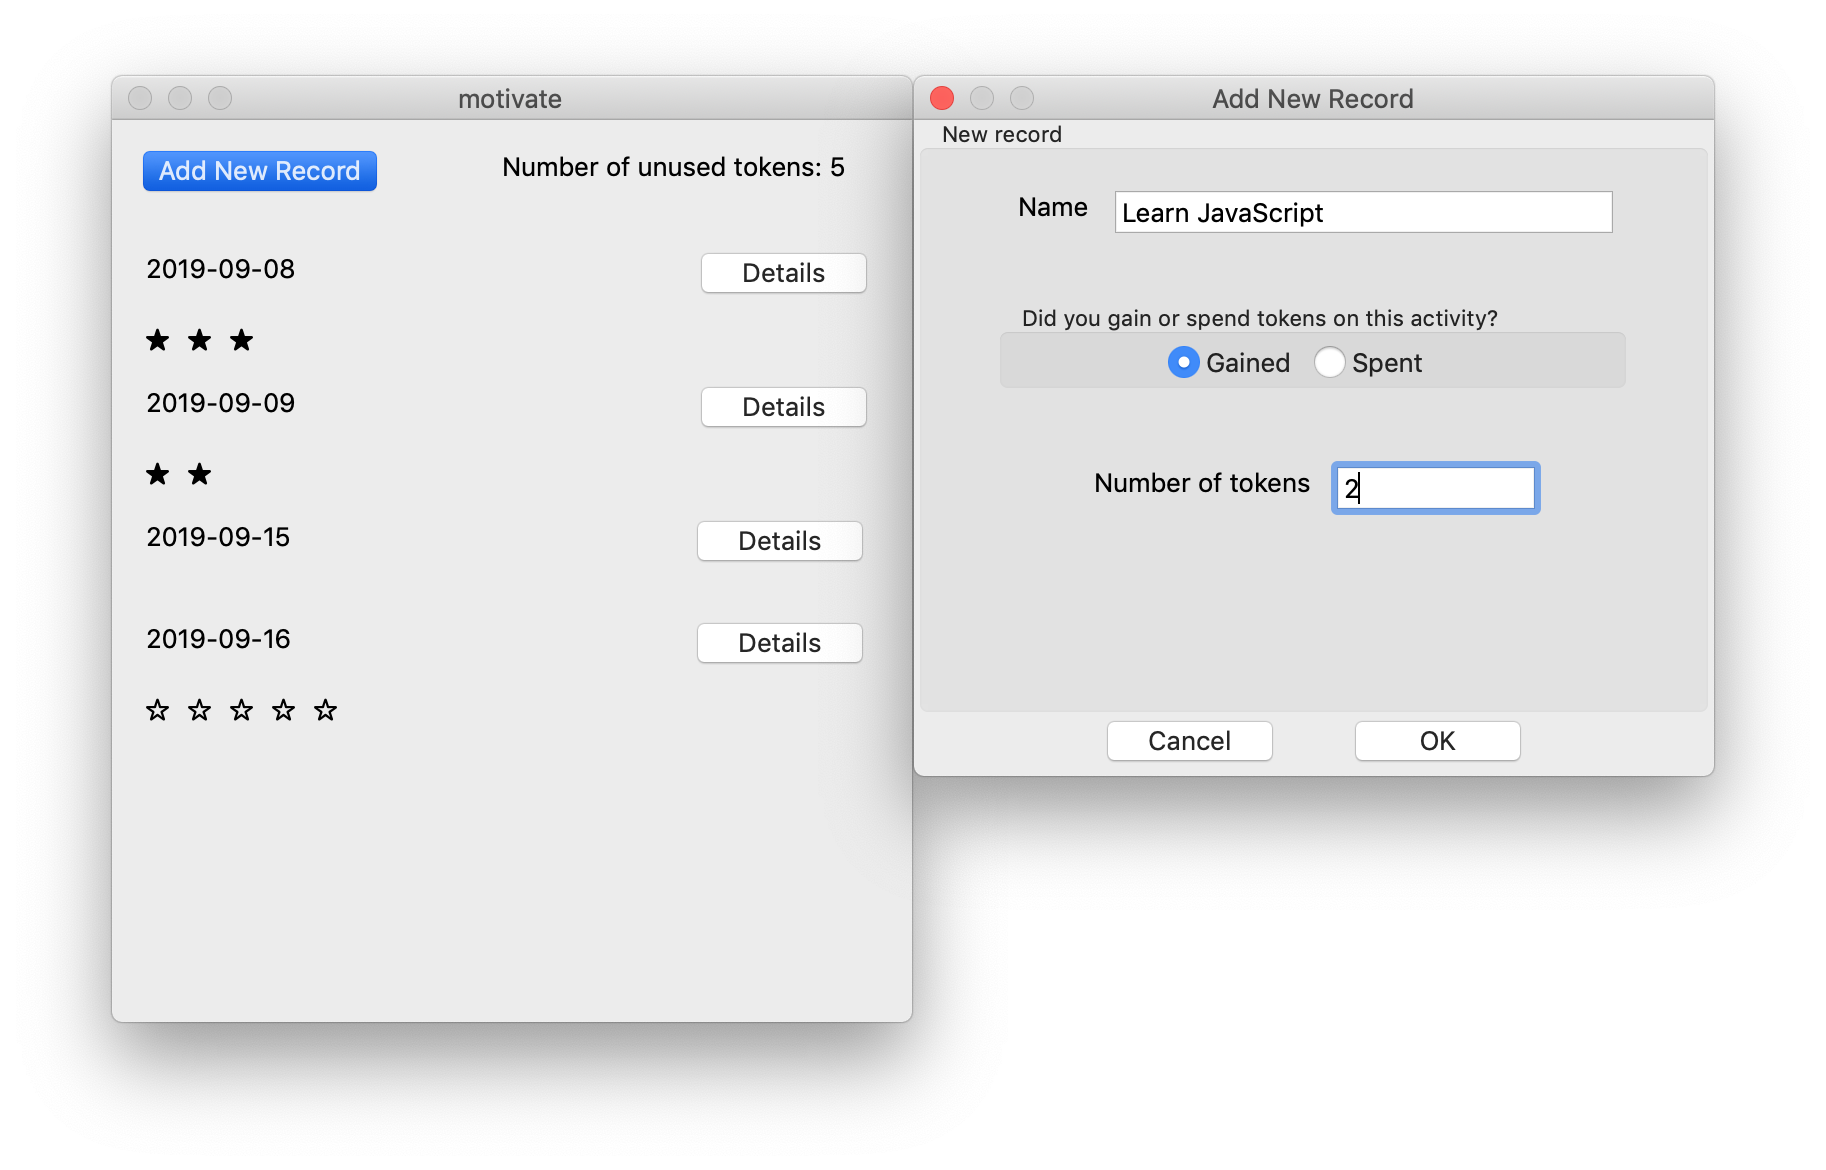 motivate
Add New Record
Number of unused tokens: 5
2019-09-08
Details
★ ★ ★
2019-09-09
Details
★ ★
2019-09-15
Details
2019-09-16
Details
☆ ☆ ☆ ☆ ☆
Add New Record
New record
Name
Learn JavaScript
Did you gain or spend tokens on this activity?
Gained
Spent
Number of tokens
2
Cancel
OK